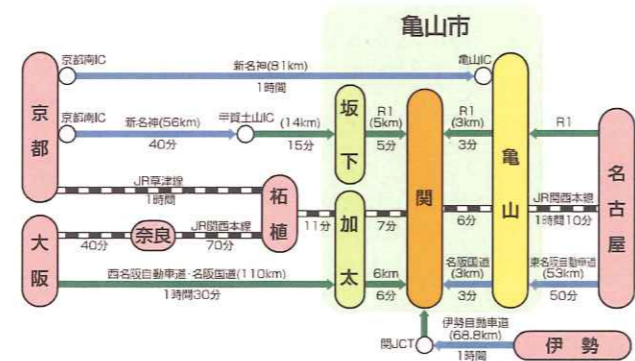 亀山市
京都南IC
新名神(81km)
1時間
亀山IC
京都
京都南IC
新名神(56km)
40分
甲賀土山IC
(14km)
15分
坂下
R1
(5km)
5分
関
R1
(3km)
3分
亀山
R1
名古屋
JR草津線
1時間
柘植
大阪
40分
奈良
JR関西本線
70分
11分
加太
7分
6分
JR関西本線
1時間10分
西名阪自動車道・名阪国道(110km)
1時間30分
6km
6分
名阪国道
(3km)
3分
東名阪自動車道
(53km)
50分
関JCT
伊勢自動車道
(68.8km)
1時間
伊勢